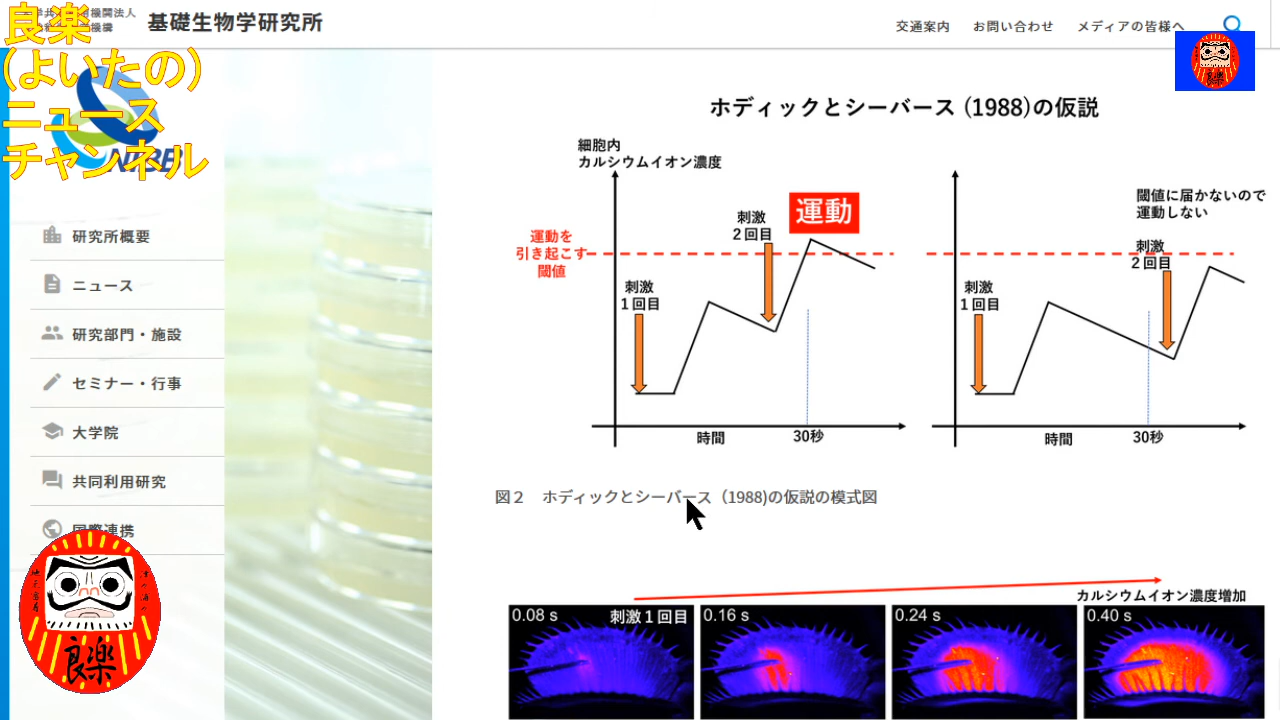 基礎生物学研究所
交通案内
お問い合わせ
メディアの皆様へ
良楽
(よいたの)
ニュース
チャンネル
NIBB
良楽
研究所概要
ニュース
研究部門・施設
セミナー・行事
大学院
共同利用研究
国際連携
良楽
ホディックとシーバース (1988)の仮説
細胞内
カルシウムイオン濃度
運動を
引き起こす
閾値
刺激
1回目
刺激
2回目
運動
時間
30秒
閾値に届かないので
運動しない
刺激
1回目
刺激
2回目
時間
30秒
図２ ホディックとシーバース（1988)の仮説の模式図
カルシウムイオン濃度増加
0.08 s
刺激１回目
0.16 s
0.24 s
0.40 s